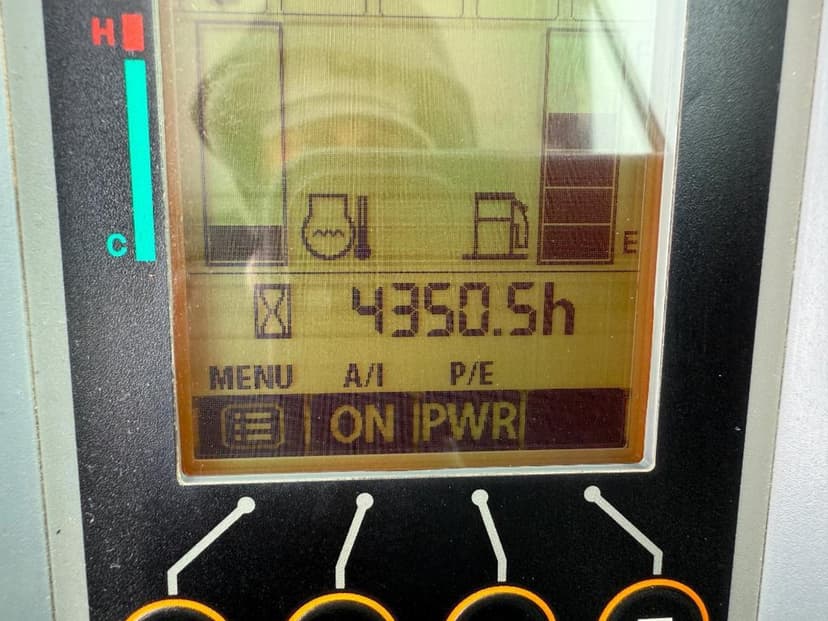 H
C
E
4350.5h
MENU A/I P/E
ON PWR